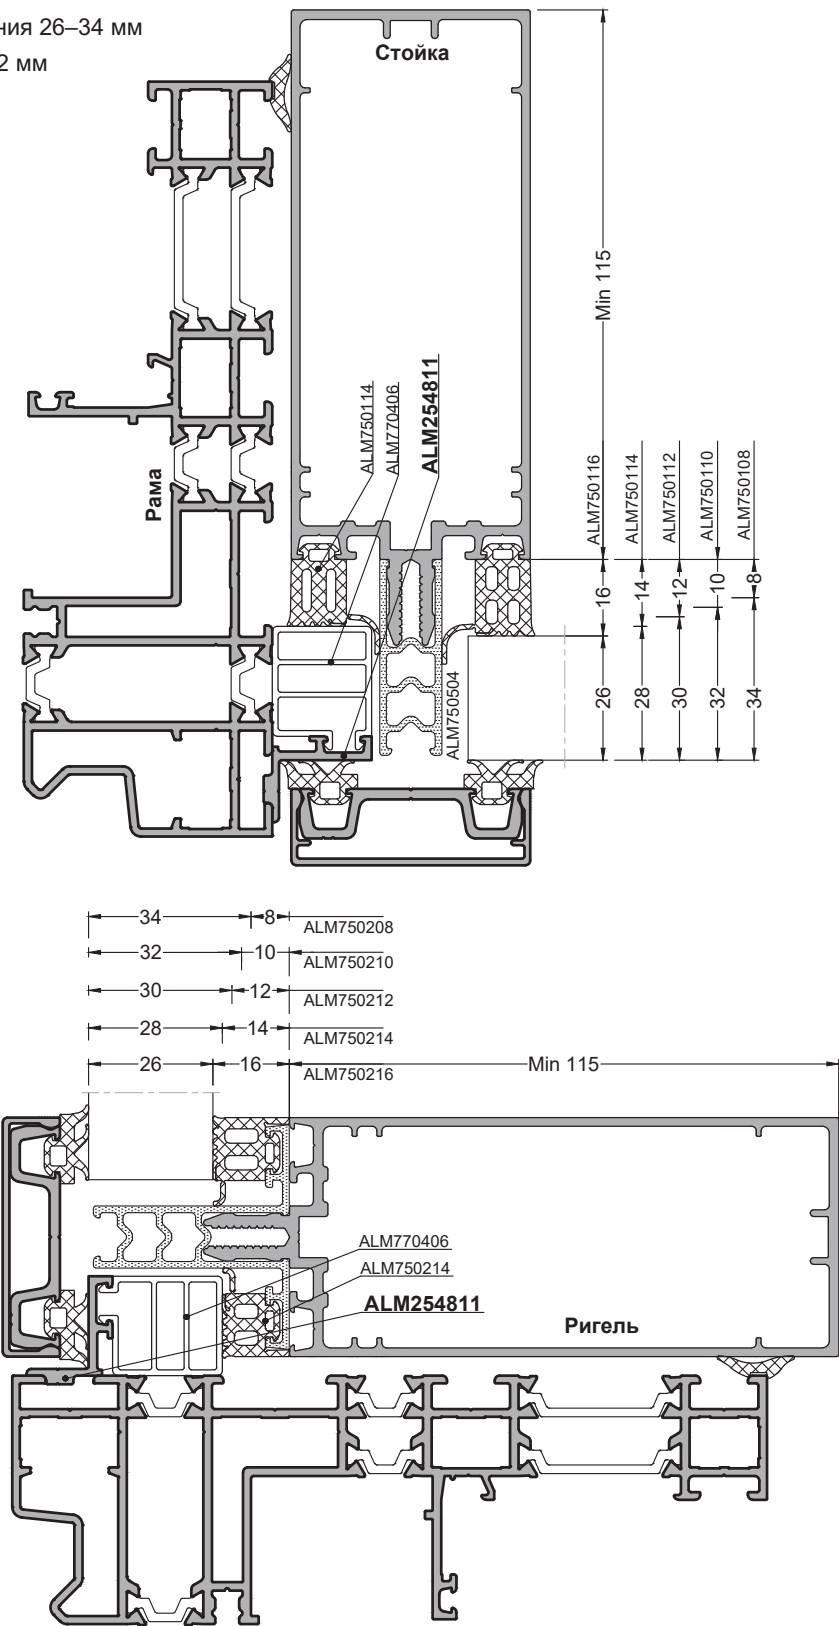 ния 26–34 мм
2 мм
Стойка
Min 115
ALM750114
ALM770406
ALM254811
Рама
ALM750116
ALM750114
ALM750112
ALM750110
ALM750108
16
14
12
10
8
26
28
30
32
34
ALM750504
34
8
ALM750208
32
10
ALM750210
30
12
ALM750212
28
14
ALM750214
26
16
ALM750216
Min 115
ALM770406
ALM750214
ALM254811
Ригель